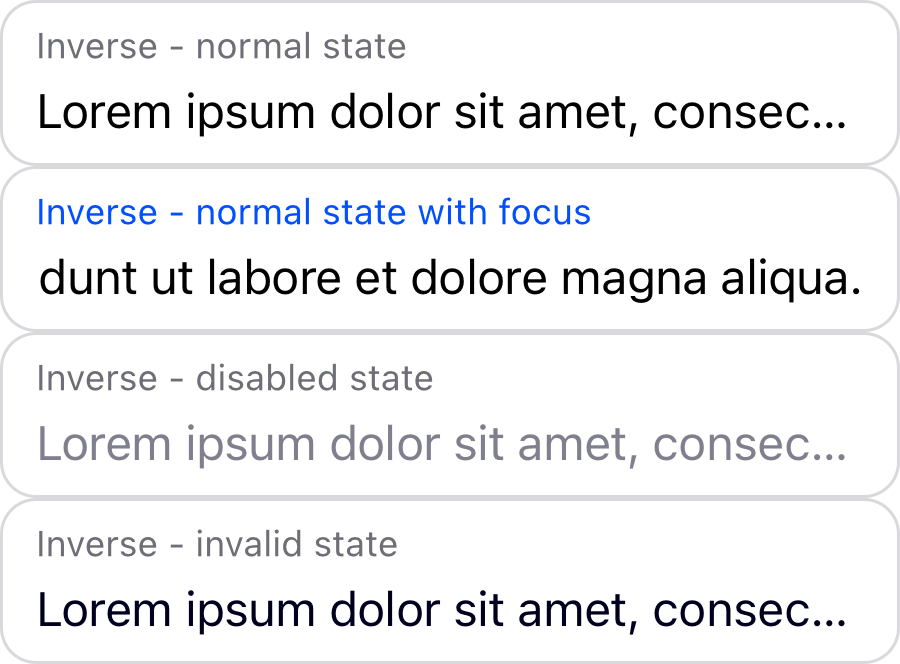 Inverse - normal state
Lorem ipsum dolor sit amet, consec...
Inverse - normal state with focus
dunt ut labore et dolore magna aliqua.
Inverse - disabled state
Lorem ipsum dolor sit amet, consec...
Inverse - invalid state
Lorem ipsum dolor sit amet, consec...